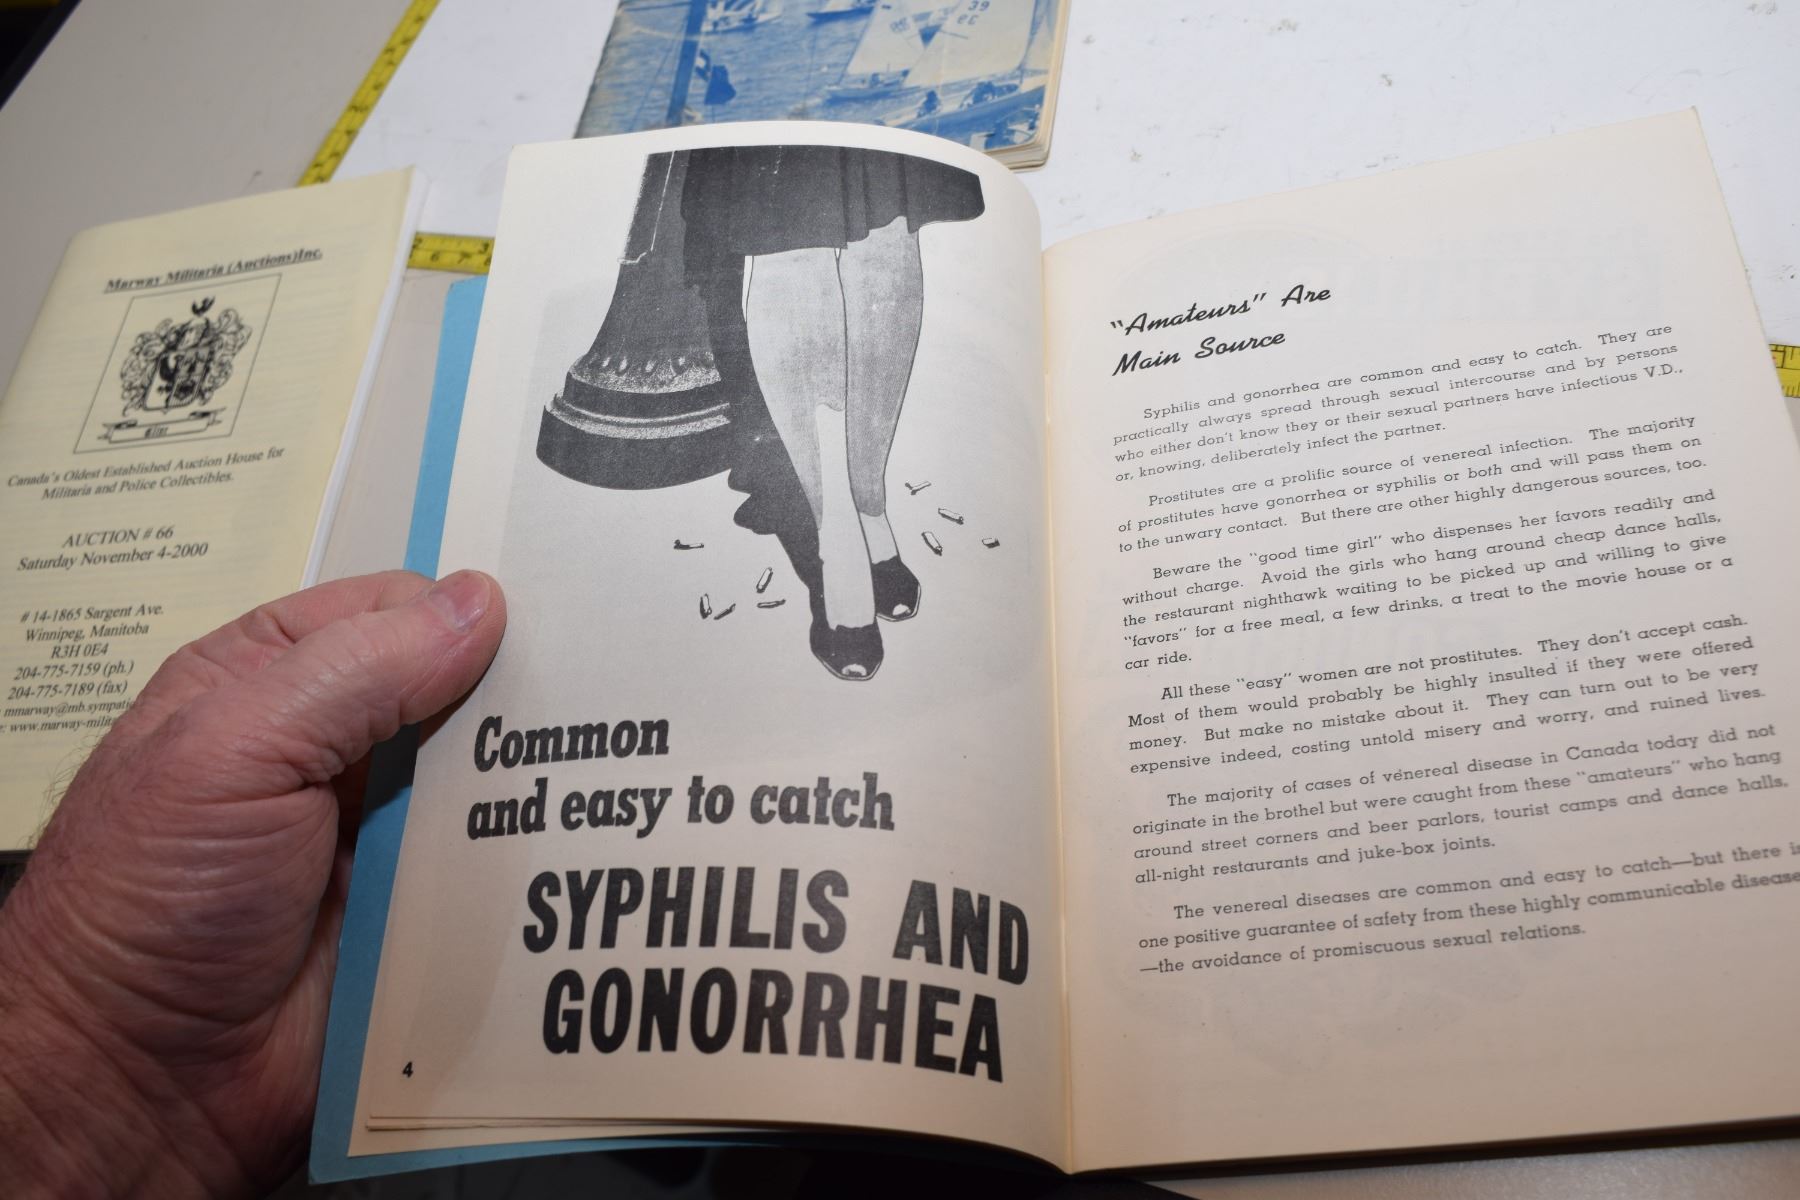 39
Marway Militaria (Auctions)Inc.
Canada's Oldest Established Auction House for
Militaria and Police Collectibles.
AUCTION # 66
Saturday November 4-2000
# 14-1865 Sargent Ave.
Winnipeg, Manitoba
R3H 0E4
204-775-7159 (ph.)
204-775-7189 (fax)
mmarway@mb.sympatic
www.marway-milita
Common
and easy to catch
SYPHILIS AND
GONORRHEA
4
"Amateurs" Are
Main Source
Syphilis and gonorrhea are common and easy to catch. They are
practically always spread through sexual intercourse and by persons
who either don't know they or their sexual partners have infectious V.D.,
or, knowing, deliberately infect the partner.
Prostitutes are a prolific source of venereal infection. The majority
of prostitutes have gonorrhea or syphilis or both and will pass them on
to the unwary contact. But there are other highly dangerous sources, too.
Beware the "good time girl" who dispenses her favors readily and
without charge. Avoid the girls who hang around cheap dance halls,
the restaurant nighthawk waiting to be picked up and willing to give
"favors" for a free meal, a few drinks, a treat to the movie house or a
car ride.
All these "easy" women are not prostitutes. They don't accept cash.
Most of them would probably be highly insulted if they were offered
money. But make no mistake about it. They can turn out to be very
expensive indeed, costing untold misery and worry, and ruined lives.
The majority of cases of venereal disease in Canada today did not
originate in the brothel but were caught from these "amateurs" who hang
around street corners and beer parlors, tourist camps and dance halls,
all-night restaurants and juke-box joints.
The venereal diseases are common and easy to catch—but there is
one positive guarantee of safety from these highly communicable disease
—the avoidance of promiscuous sexual relations.